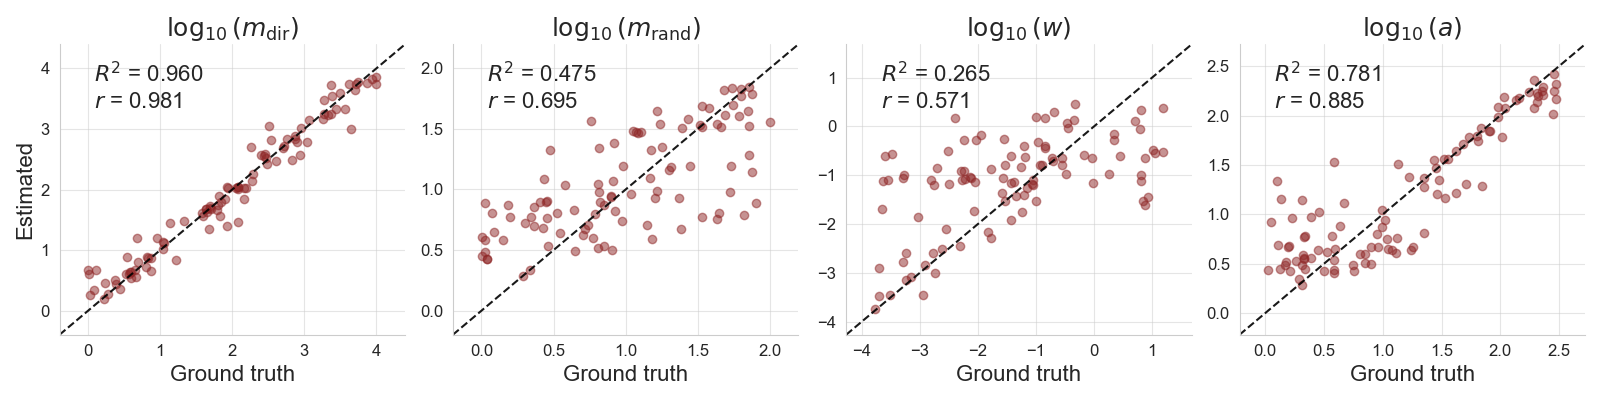 log₁₀ (m_dir)
R² = 0.960
r = 0.981
4
3
2
1
0
0 1 2 3 4
Estimated
Ground truth
log₁₀ (m_rand)
R² = 0.475
r = 0.695
2.0
1.5
1.0
0.5
0.0
0.0 0.5 1.0 1.5 2.0
Ground truth
log₁₀ (w)
R² = 0.265
r = 0.571
1
0
−1
−2
−3
−4
−4 −3 −2 −1 0 1
Ground truth
log₁₀ (a)
R² = 0.781
r = 0.885
2.5
2.0
1.5
1.0
0.5
0.0
0.0 0.5 1.0 1.5 2.0 2.5
Ground truth